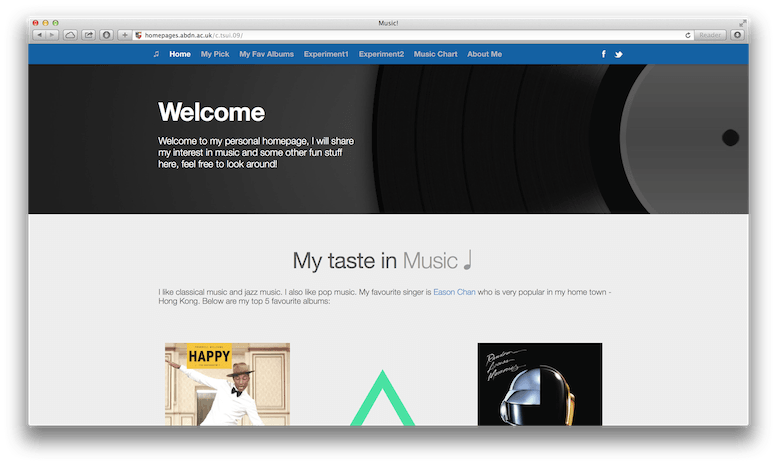 Music!
homepages.abdn.ac.uk/c.tsui.09/
Reader
Home My Pick My Fav Albums Experiment1 Experiment2 Music Chart About Me
Welcome
Welcome to my personal homepage, I will share
my interest in music and some other fun stuff
here, feel free to look around!
My taste in Music
I like classical music and jazz music. I also like pop music. My favourite singer is Eason Chan who is very popular in my home town -
Hong Kong. Below are my top 5 favourite albums:
HAPPY
Random
Access
Memories